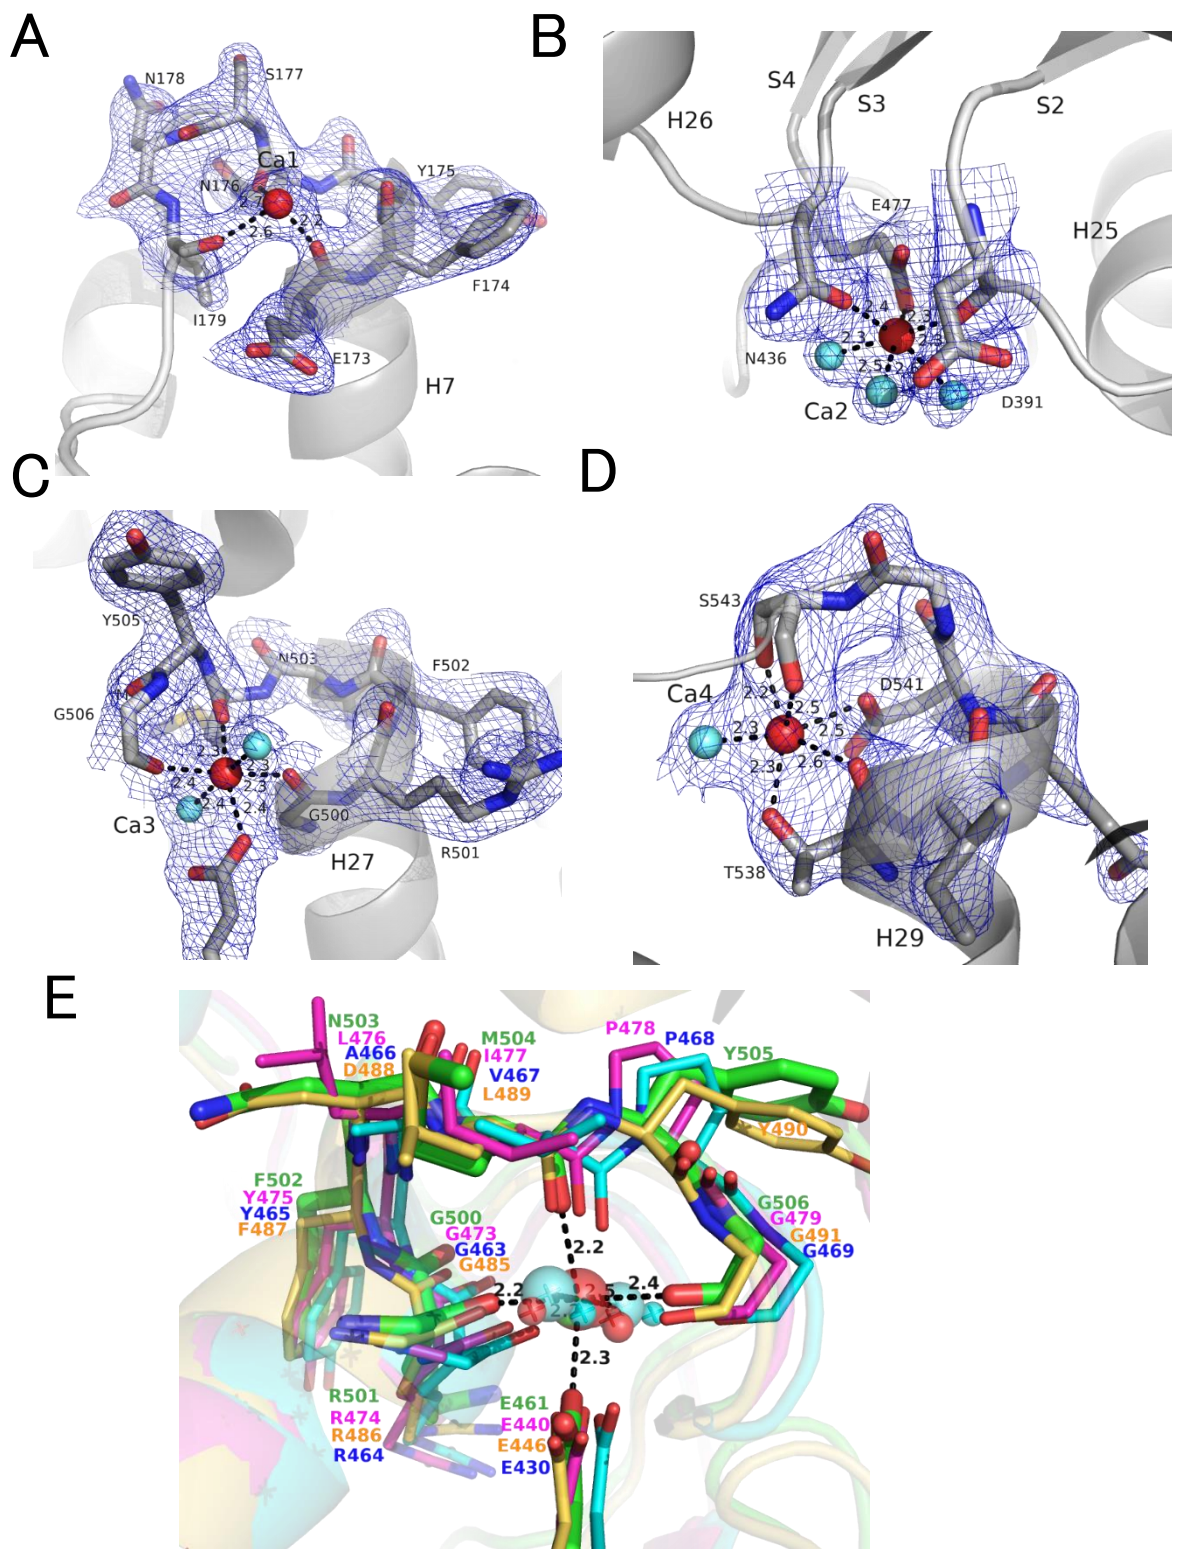 A
N178
S177
Ca1
N176
Y175
2.7
2.2
2.6
F174
I179
E173
H7
B
S4
S3
S2
H26
E477
H25
2.4
2.3
2.3
2.5
N436
Ca2
D391
C
Y505
N503
F502
G506
M
2.3
2.3
2.4
2.3
2.4
2.4
Ca3
G500
H27
R501
D
S543
D541
Ca4
2.2
2.5
2.3
2.5
2.3
2.6
T538
H29
E
N503
L476
A466
D488
M504
I477
V467
L489
P478
P468
Y505
Y490
F502
Y475
Y465
F487
G500
G473
G463
G485
G506
G479
G491
G469
2.2
2.2
2.4
2.3
R501
R474
R486
R464
E461
E440
E446
E430